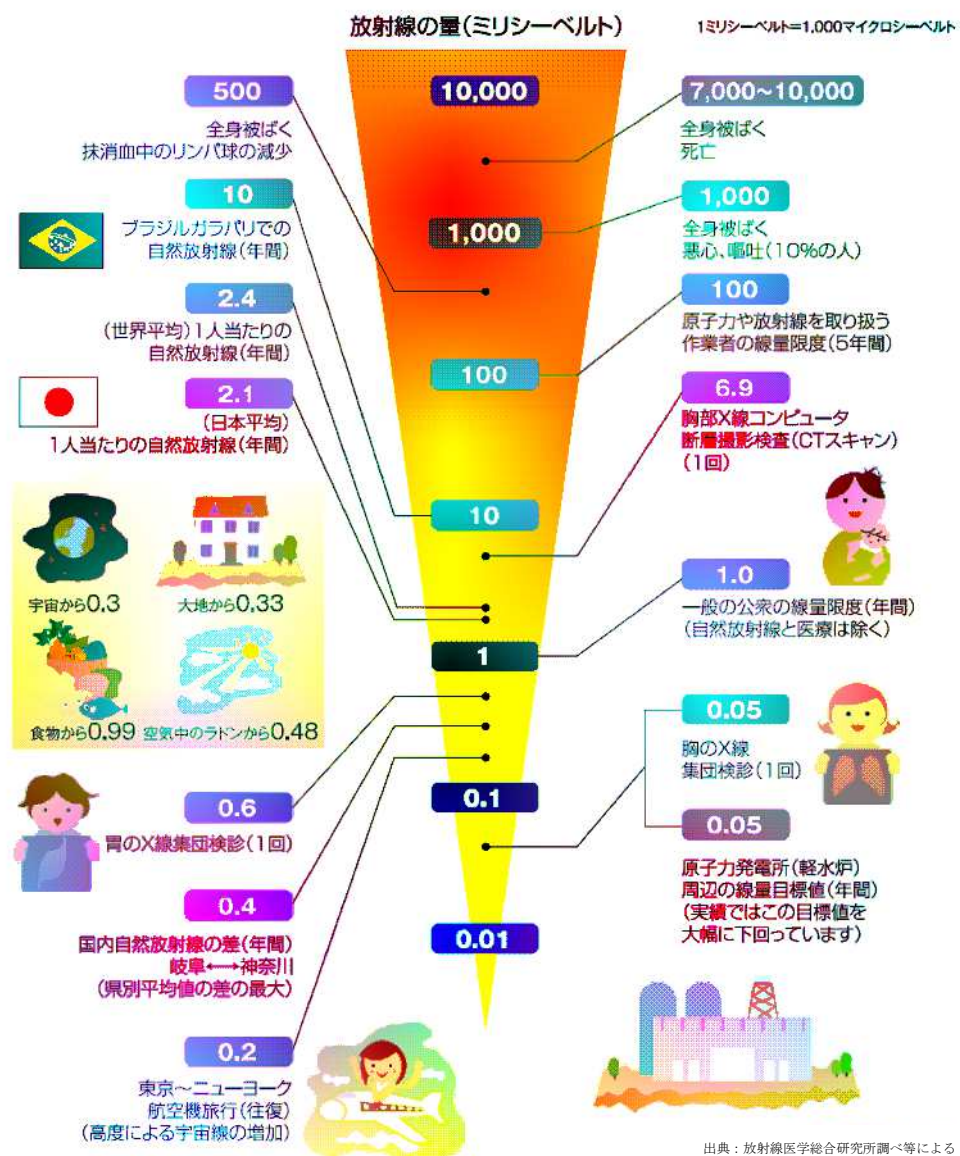 放射線の量(ミリシーベルト)
1ミリシーベルト=1,000マイクロシーベルト
500
全身被ばく
抹消血中のリンパ球の減少
10
ブラジルガラパリでの
自然放射線(年間)
2.4
(世界平均)1人当たりの
自然放射線(年間)
2.1
(日本平均)
1人当たりの自然放射線(年間)
宇宙から0.3
大地から0.33
食物から0.99
空気中のラドンから0.48
0.6
胃のX線集団検診(1回)
0.4
国内自然放射線の差(年間)
岐阜⟷神奈川
(県別平均値の差の最大)
0.2
東京~ニューヨーク
航空機旅行(往復)
(高度による宇宙線の増加)
10,000
1,000
100
10
1
0.1
0.01
7,000~10,000
全身被ばく
死亡
1,000
全身被ばく
悪心、嘔吐(10%の人)
100
原子力や放射線を取り扱う
作業者の線量限度(5年間)
6.9
胸部X線コンピュータ
断層撮影検査(CTスキャン)
(1回)
1.0
一般の公衆の線量限度(年間)
(自然放射線と医療は除く)
0.05
胸のX線
集団検診(1回)
0.05
原子力発電所(軽水炉)
周辺の線量目標値(年間)
(実績ではこの目標値を
大幅に下回っています)
出典：放射線医学総合研究所調べ等による